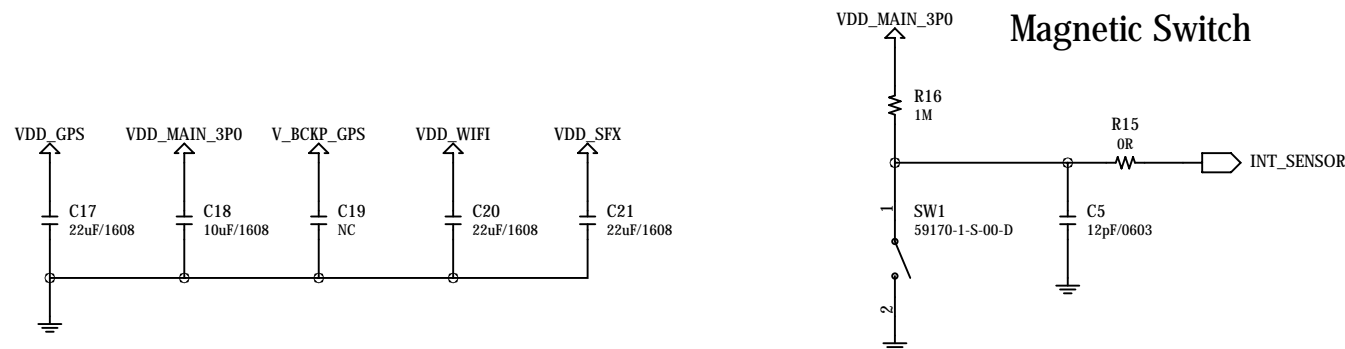 VDD_MAIN_3P0
Magnetic Switch
R16
1M
VDD_GPS
VDD_MAIN_3P0
V_BCKP_GPS
VDD_WIFI
VDD_SFX
R15
0R
INT_SENSOR
C17
22uF/1608
C18
10uF/1608
C19
NC
C20
22uF/1608
C21
22uF/1608
1
SW1
59170-1-S-00-D
C5
12pF/0603
2